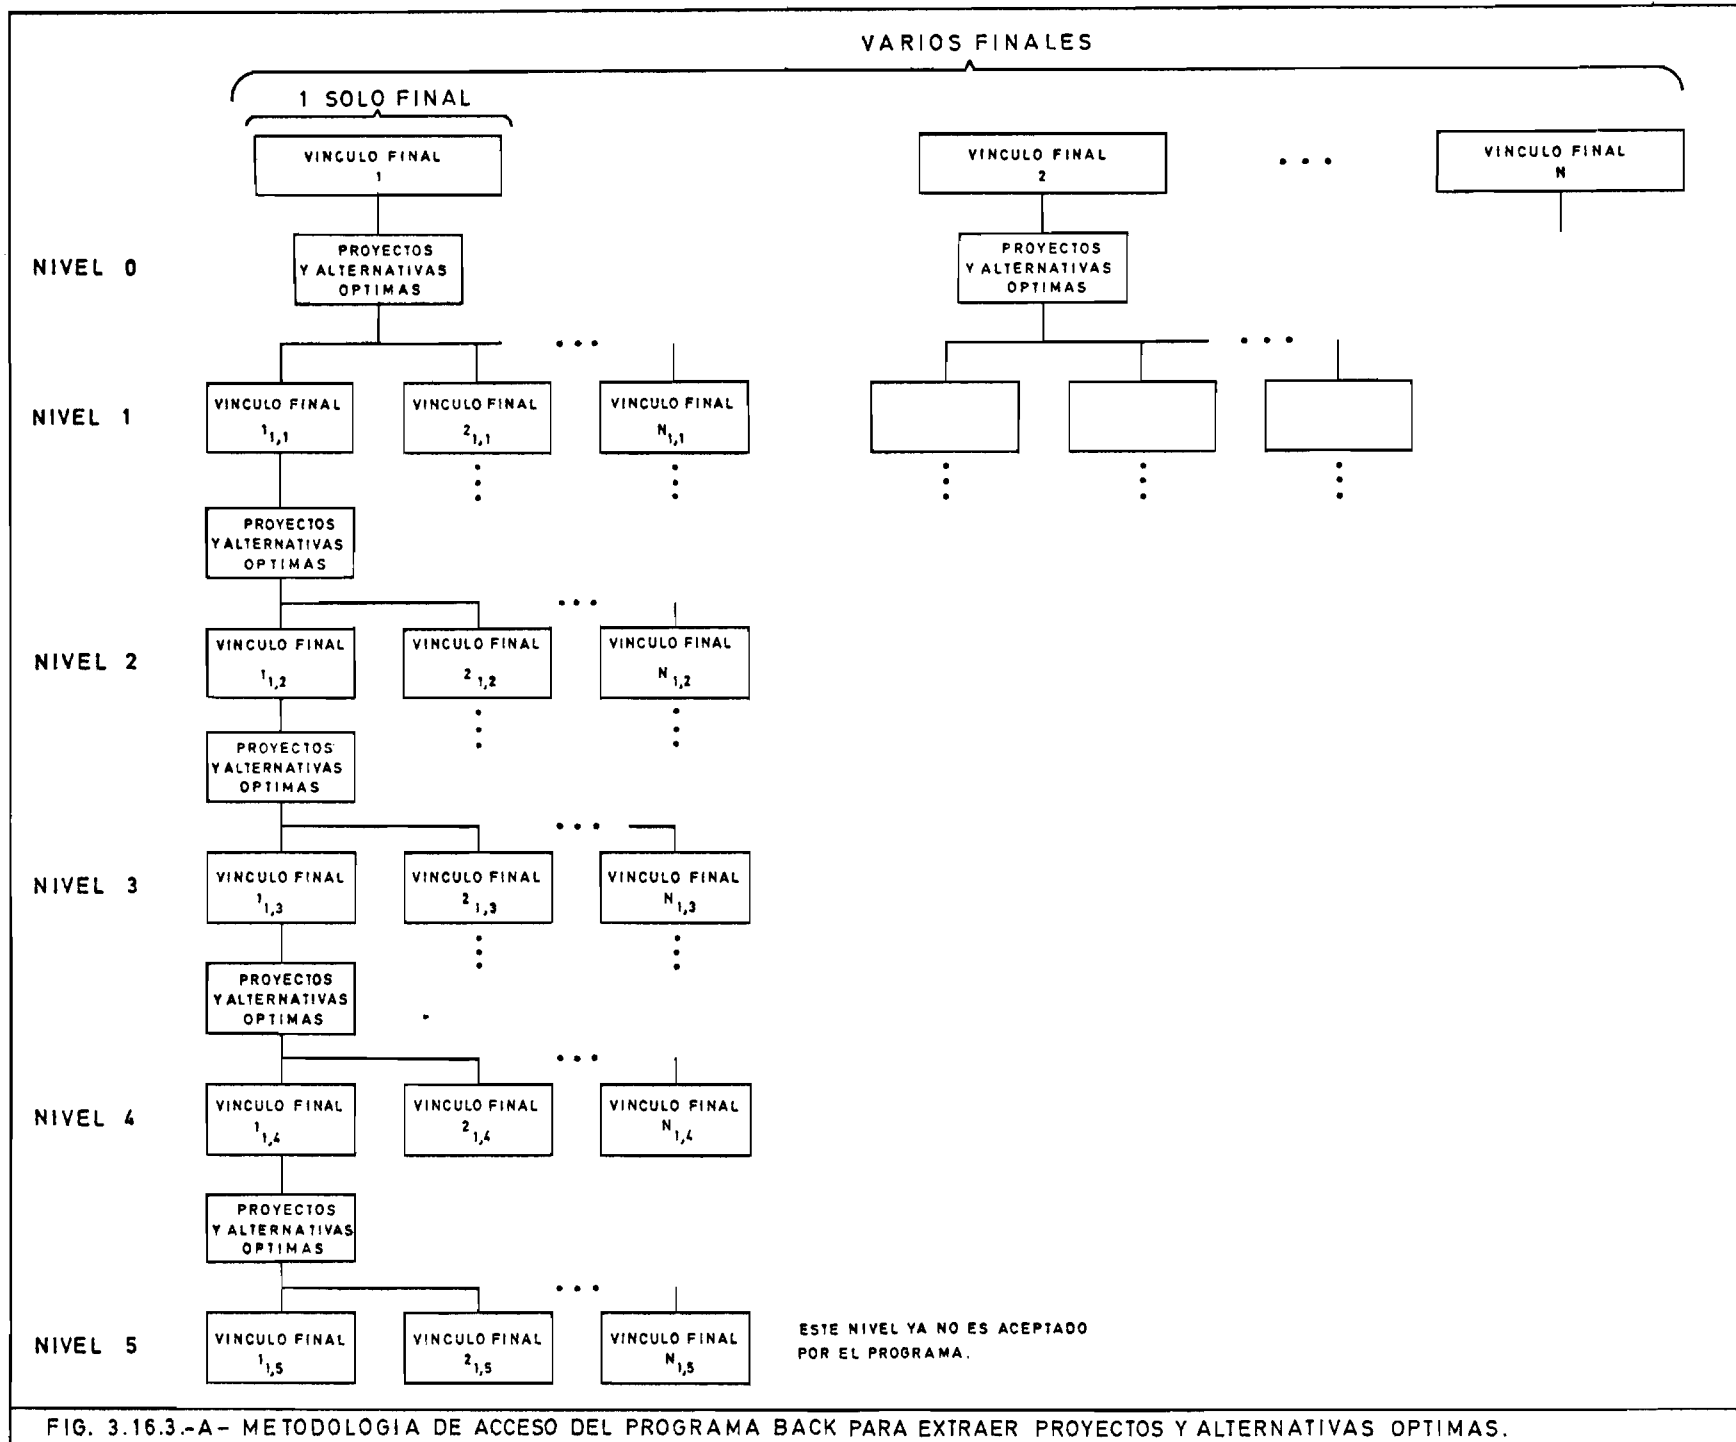 VARIOS FINALES
1 SOLO FINAL
VINCULO FINAL
1
VINCULO FINAL
2
VINCULO FINAL
N
NIVEL 0
PROYECTOS
Y ALTERNATIVAS
OPTIMAS
PROYECTOS
Y ALTERNATIVAS
OPTIMAS
NIVEL 1
VINCULO FINAL
1 1,1
VINCULO FINAL
2 1,1
VINCULO FINAL
N 1,1
PROYECTOS
Y ALTERNATIVAS
OPTIMAS
NIVEL 2
VINCULO FINAL
1 1,2
VINCULO FINAL
2 1,2
VINCULO FINAL
N 1,2
PROYECTOS
Y ALTERNATIVAS
OPTIMAS
NIVEL 3
VINCULO FINAL
1 1,3
VINCULO FINAL
2 1,3
VINCULO FINAL
N 1,3
PROYECTOS
Y ALTERNATIVAS
OPTIMAS
NIVEL 4
VINCULO FINAL
1 1,4
VINCULO FINAL
2 1,4
VINCULO FINAL
N 1,4
PROYECTOS
Y ALTERNATIVAS
OPTIMAS
NIVEL 5
VINCULO FINAL
1 1,5
VINCULO FINAL
2 1,5
VINCULO FINAL
N 1,5
ESTE NIVEL YA NO ES ACEPTADO
POR EL PROGRAMA.
FIG. 3.16.3.-A- METODOLOGIA DE ACCESO DEL PROGRAMA BACK PARA EXTRAER PROYECTOS Y ALTERNATIVAS OPTIMAS.